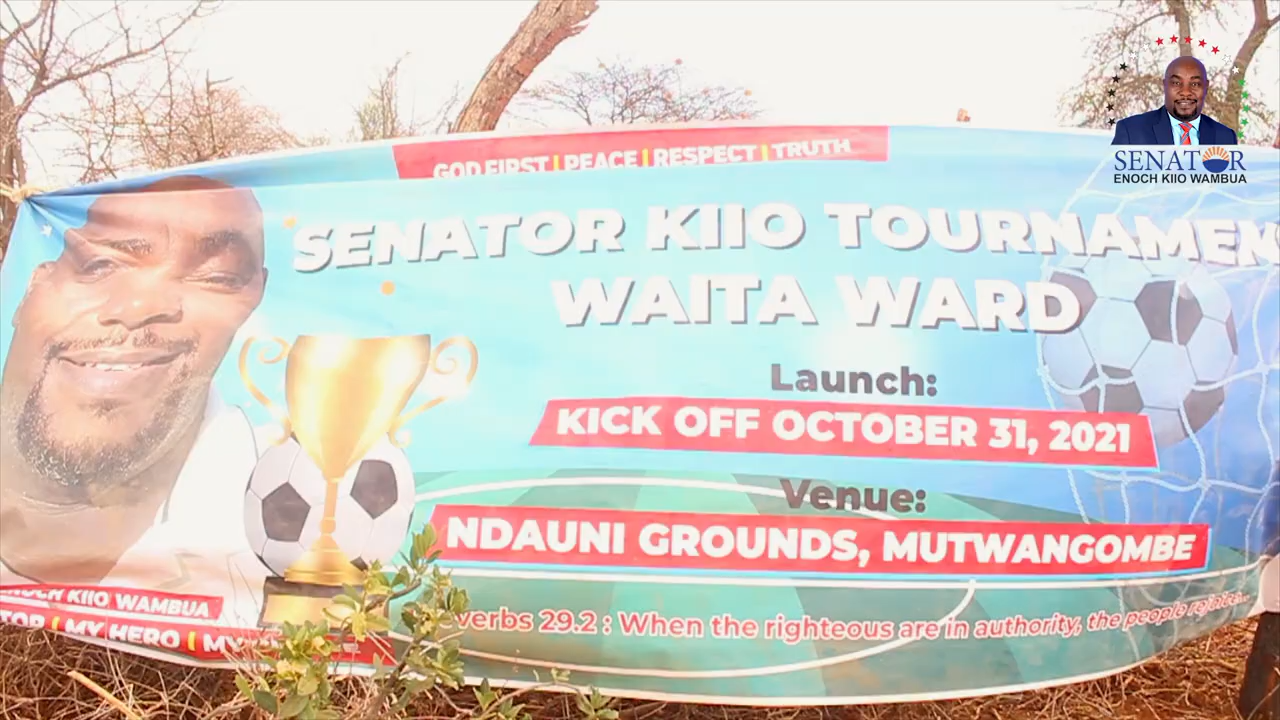 GOD FIRST | PEACE | RESPECT | TRUTH
SENATOR
ENOCH KIIO WAMBUA
SENATOR KIIO TOURNAMEN
WAITA WARD
Launch:
KICK OFF OCTOBER 31, 2021
Venue:
NDAUNI GROUNDS, MUTWANGOMBE
ENOCH KIIO WAMBUA
TOR | MY HERO | MY
verbs 29.2 : When the righteous are in authority, the people rejoice...